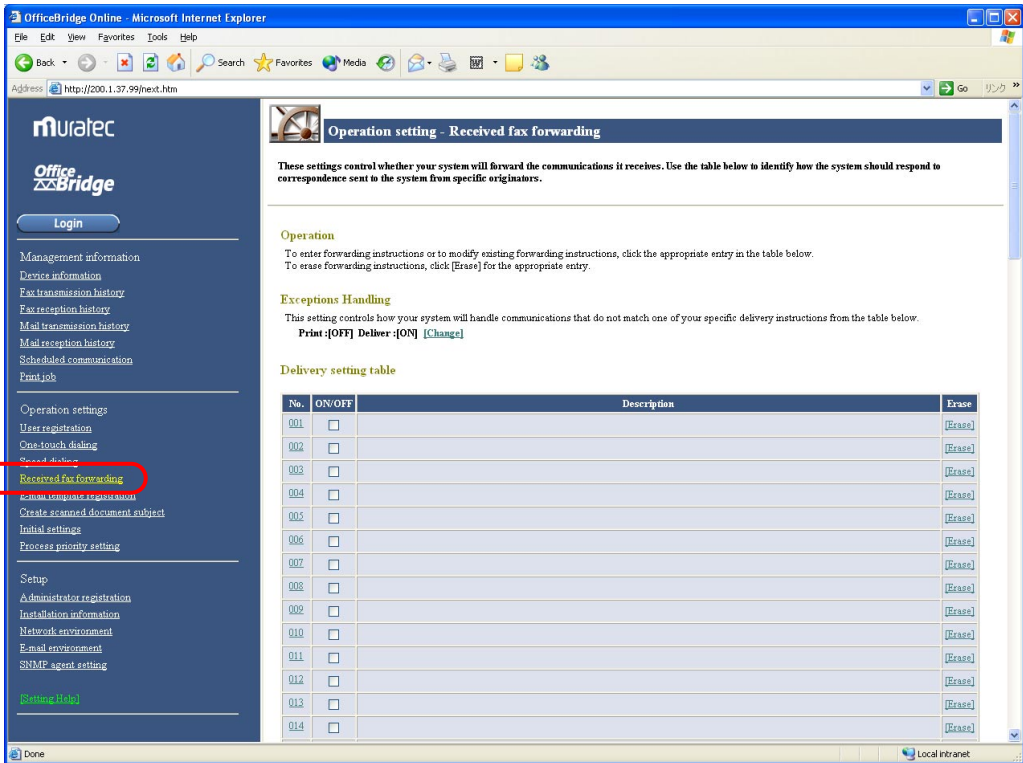 OfficeBridge Online - Microsoft Internet Explorer
File Edit View Favorites Tools Help
Back Search Favorites Media
Address http://200.1.37.99/next.htm Go リンク »
muratec
Office
Bridge
Login
Management information
Device information
Fax transmission history
Fax reception history
Mail transmission history
Mail reception history
Scheduled communication
Print job
Operation settings
User registration
One-touch dialing
Speed dialing
Received fax forwarding
E-mail template registration
Create scanned document subject
Initial settings
Process priority setting
Setup
Administrator registration
Installation information
Network environment
E-mail environment
SNMP agent setting
[Setting Help]
Operation setting - Received fax forwarding
These settings control whether your system will forward the communications it receives. Use the table below to identify how the system should respond to
correspondence sent to the system from specific originators.
Operation
To enter forwarding instructions or to modify existing forwarding instructions, click the appropriate entry in the table below.
To erase forwarding instructions, click [Erase] for the appropriate entry.
Exceptions Handling
This setting controls how your system will handle communications that do not match one of your specific delivery instructions from the table below.
Print :[OFF] Deliver :[ON] [Change]
Delivery setting table
No. ON/OFF Description Erase
001 [Erase]
002 [Erase]
003 [Erase]
004 [Erase]
005 [Erase]
006 [Erase]
007 [Erase]
008 [Erase]
009 [Erase]
010 [Erase]
011 [Erase]
012 [Erase]
013 [Erase]
014 [Erase]
Done Local intranet